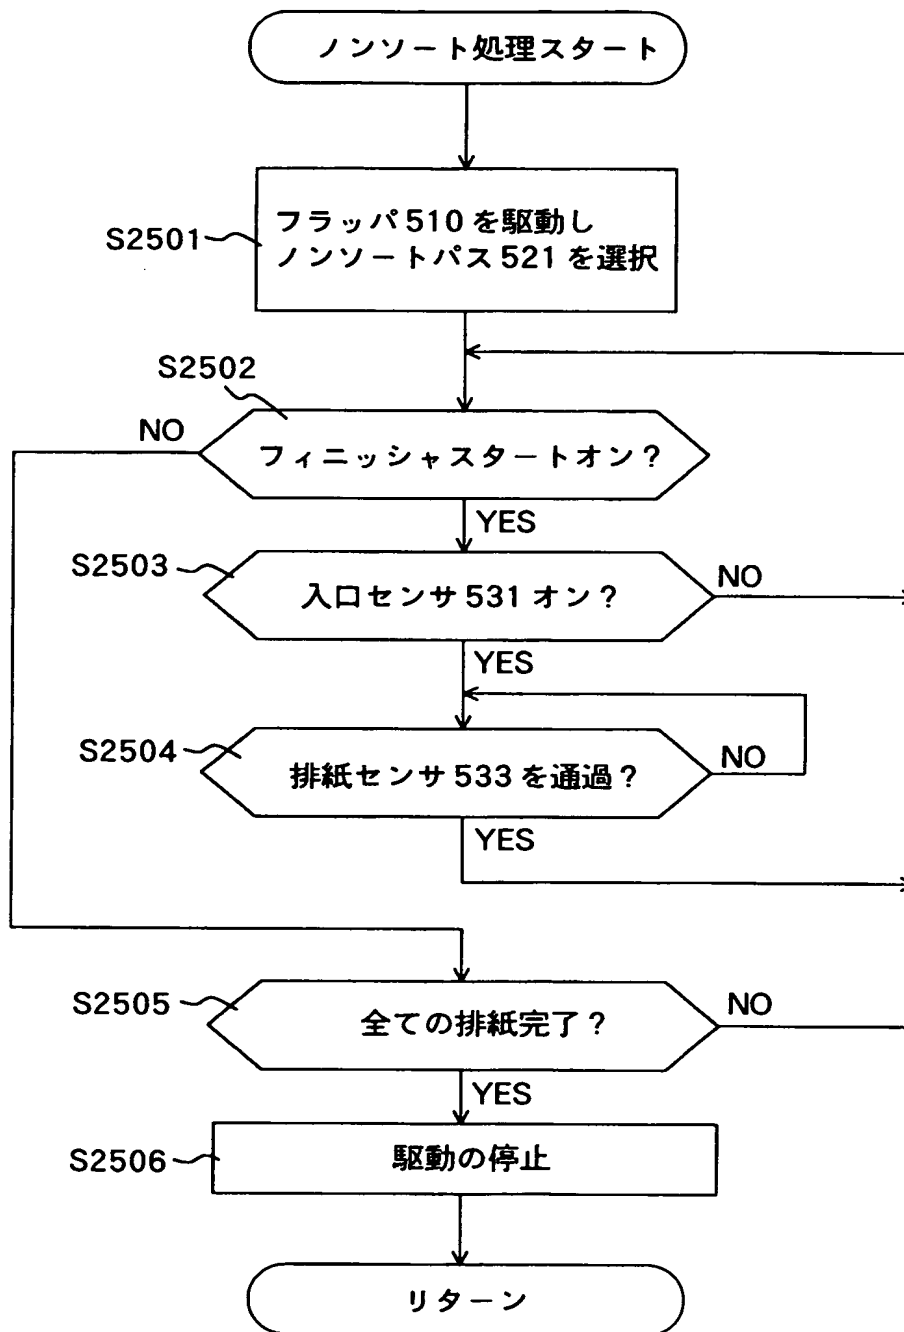 ノンソート処理スタート
S2501
フラッパ510を駆動し
ノンソートパス521を選択
S2502
NO
フィニッシャスタートオン?
YES
S2503
入口センサ531オン?
NO
YES
S2504
排紙センサ533を通過?
NO
YES
S2505
全ての排紙完了?
NO
YES
S2506
駆動の停止
リターン